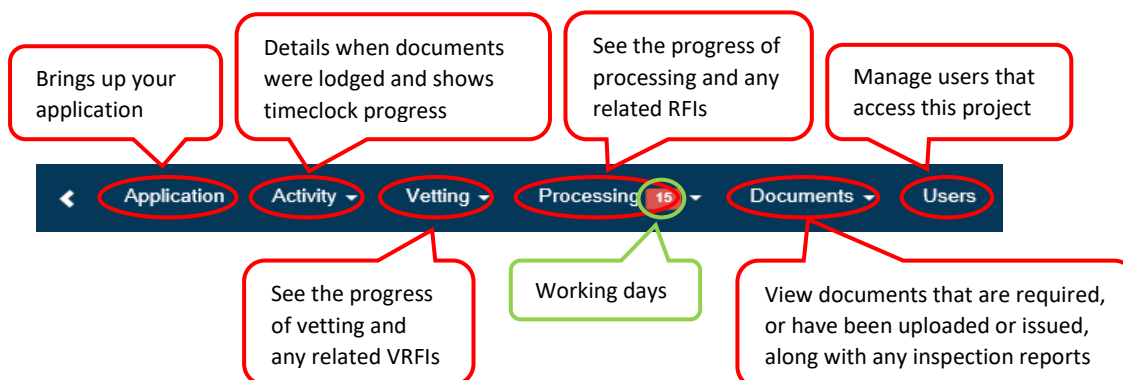 Brings up your
application
Details when documents
were lodged and shows
timeclock progress
See the progress of
processing and any
related RFIs
Manage users that
access this project
Application
Activity
Vetting
Processing
15
Documents
Users
See the progress
of vetting and
any related VRFIs
Working days
View documents that are required,
or have been uploaded or issued,
along with any inspection reports